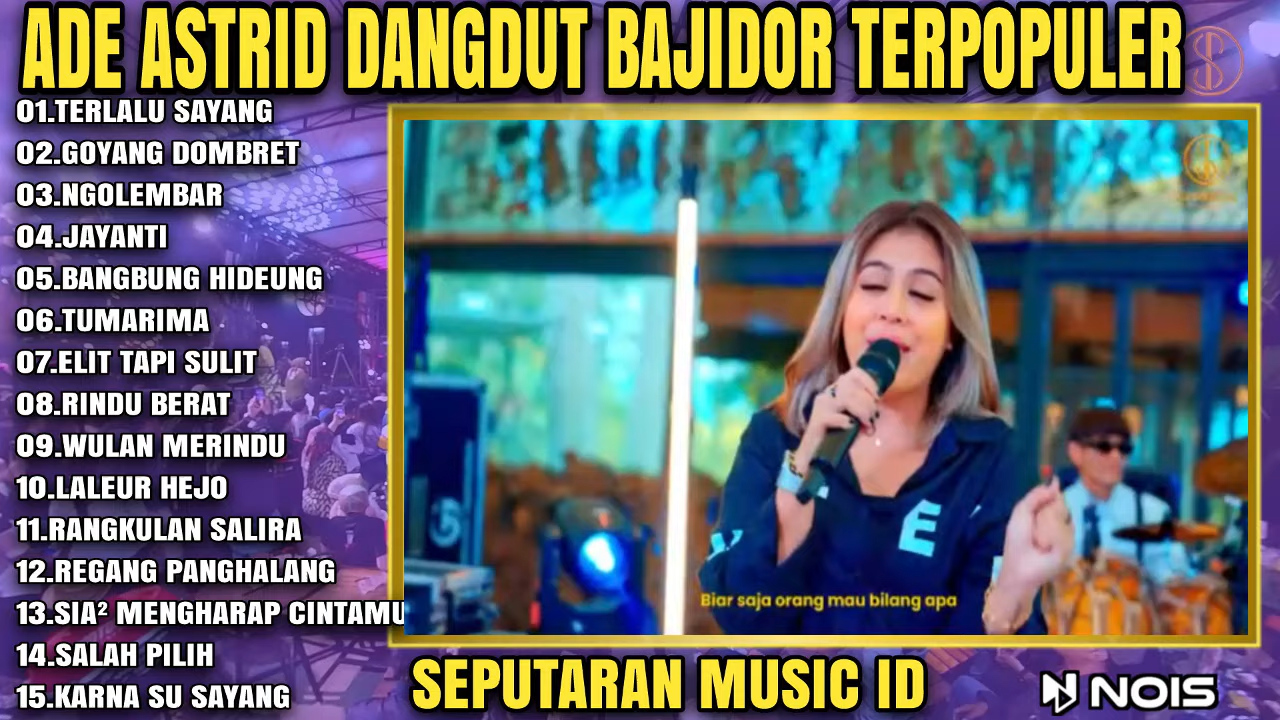 ADE ASTRID DANGDUT BAJIDOR TERPOPULER
01.TERLALU SAYANG
02.GOYANG DOMBRET
03.NGOLEMBAR
04.JAYANTI
05.BANGBUNG HIDEUNG
06.TUMARIMA
07.ELIT TAPI SULIT
08.RINDU BERAT
09.WULAN MERINDU
10.LALEUR HEJO
11.RANGKULAN SALIRA
12.REGANG PANGHALANG
13.SIA² MENGHARAP CINTAMU
14.SALAH PILIH
15.KARNA SU SAYANG
E
Biar saja orang mau bilang apa
SEPUTARAN MUSIC ID
NOIS